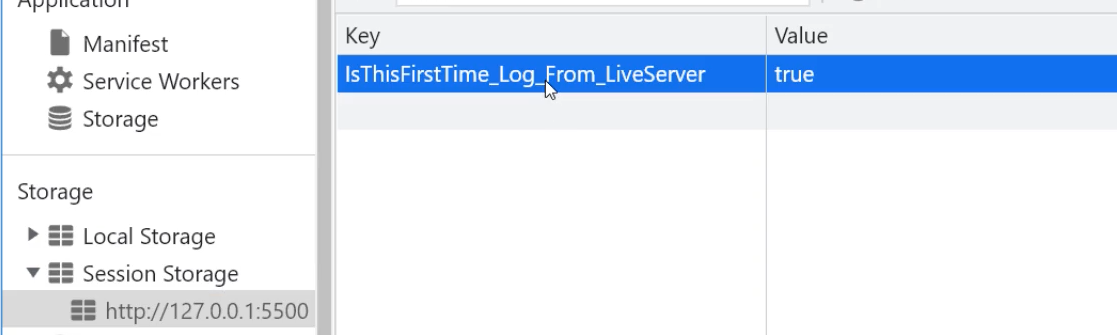 Application
Manifest
Service Workers
Storage
Storage
Local Storage
Session Storage
http://127.0.0.1:5500
Key Value
IsThisFirstTime_Log_From_LiveServer true